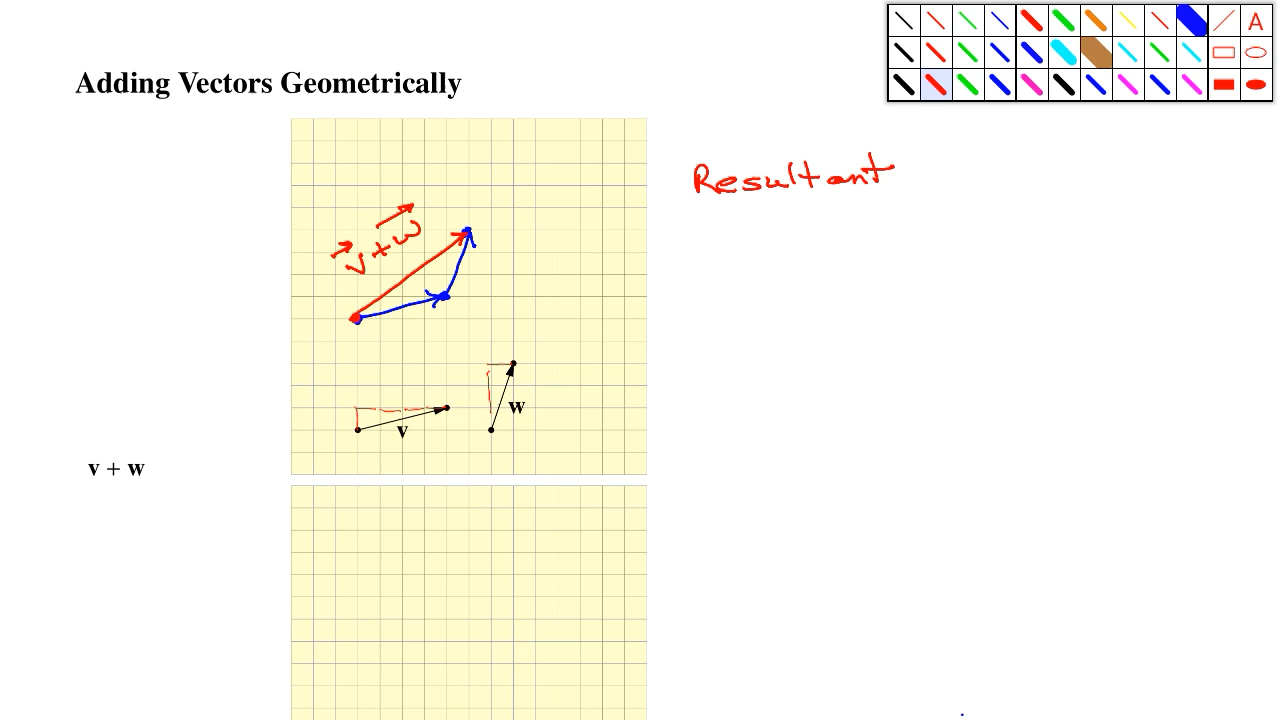 A
Adding Vectors Geometrically
Resultant
v + w
w
v
v + w